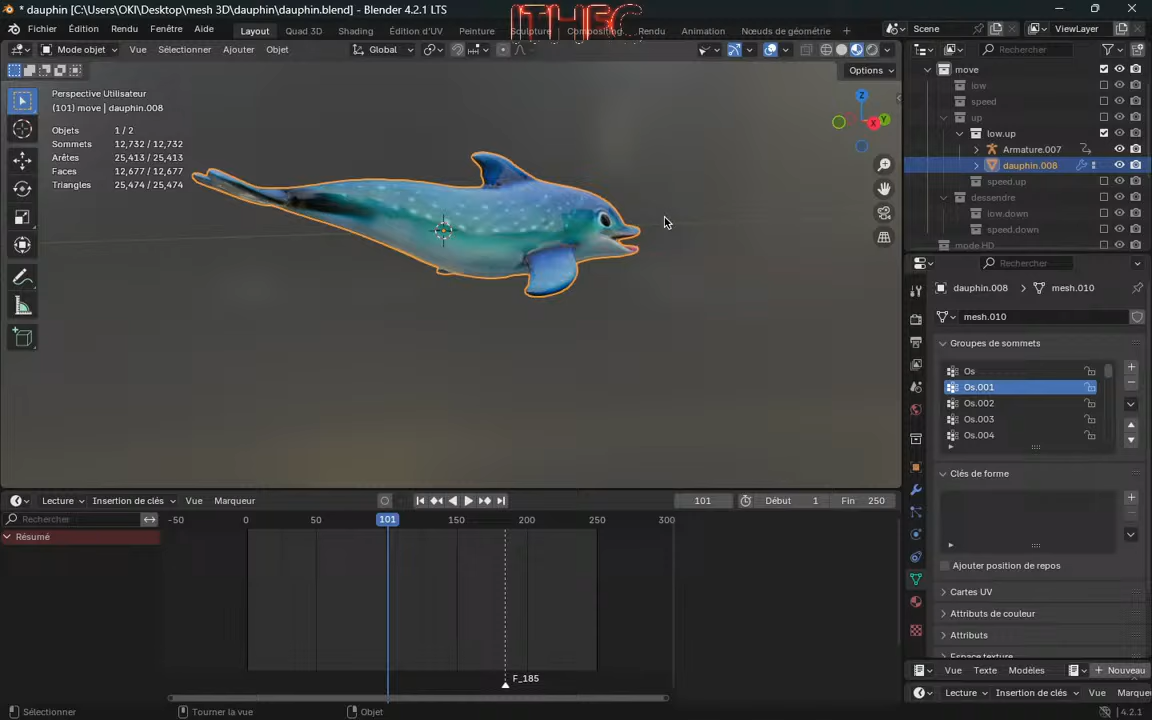 * dauphin [C:\Users\OKI\Desktop\mesh 3D\dauphin\dauphin.blend] - Blender 4.2.1 LTS
ITHFC
Fichier Édition Rendu Fenêtre Aide Layout Quad 3D Shading Édition d'UV Peinture Sculpture Compositing Rendu Animation Nœuds de géométrie Scene ViewLayer
Mode objet Vue Sélectionner Ajouter Objet Global
Options
Perspective Utilisateur
(101) move | dauphin.008
Objets 1 / 2
Sommets 12,732 / 12,732
Arêtes 25,413 / 25,413
Faces 12,677 / 12,677
Triangles 25,474 / 25,474
Z
X
Y
Rechercher
move
low
speed
up
low.up
Armature.007
dauphin.008
speed.up
dessendre
low.down
speed.down
mode HD
Rechercher
dauphin.008 > mesh.010
mesh.010
Groupes de sommets
Os
Os.001
Os.002
Os.003
Os.004
Clés de forme
Ajouter position de repos
Cartes UV
Attributs de couleur
Attributs
Espace texture
Vue Texte Modèles + Nouveau
Lecture Insertion de clés Vue Marque
Lecture Insertion de clés Vue Marqueur 101 Début 1 Fin 250
Rechercher
-50 0 50 101 150 200 250 300
Résumé
F_185
Sélectionner Tourner la vue Objet 4.2.1